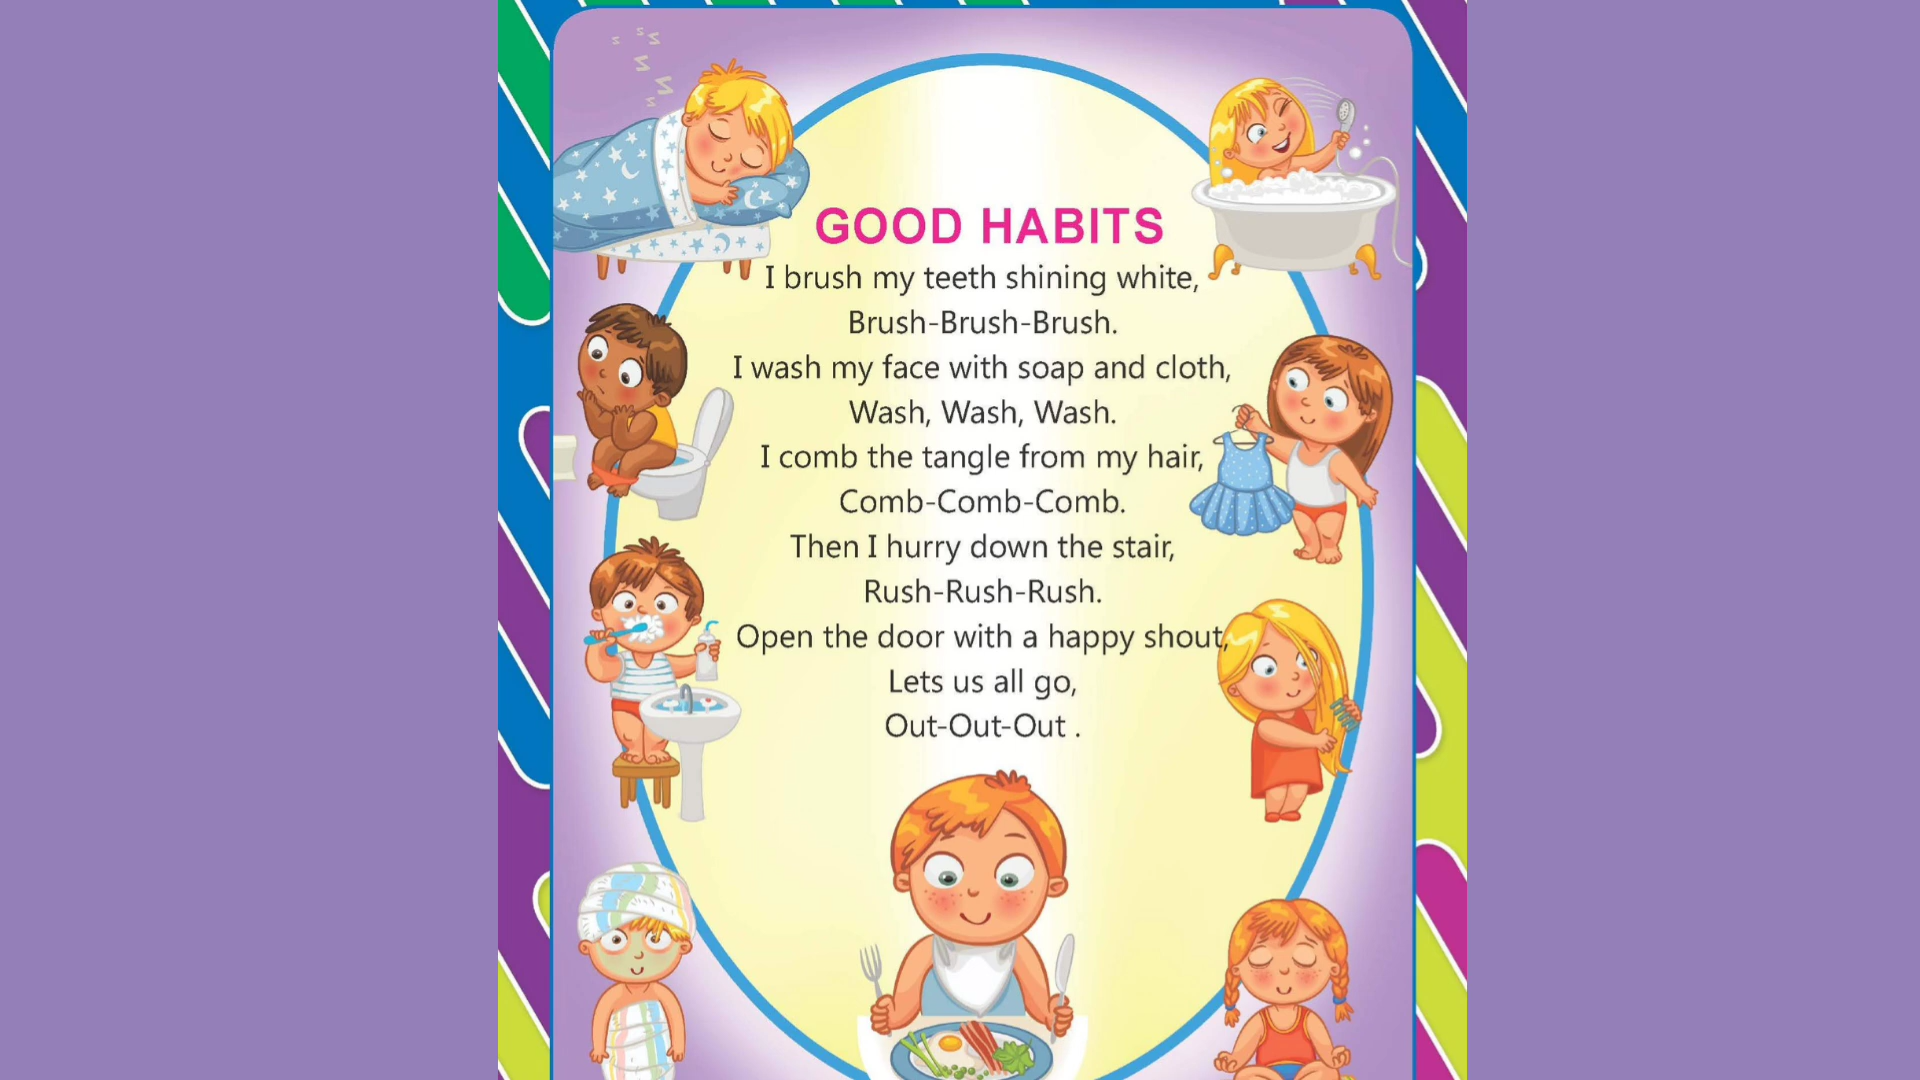 z s z
z
z
z
GOOD HABITS
I brush my teeth shining white,
Brush-Brush-Brush.
I wash my face with soap and cloth,
Wash, Wash, Wash.
I comb the tangle from my hair,
Comb-Comb-Comb.
Then I hurry down the stair,
Rush-Rush-Rush.
Open the door with a happy shout,
Lets us all go,
Out-Out-Out .